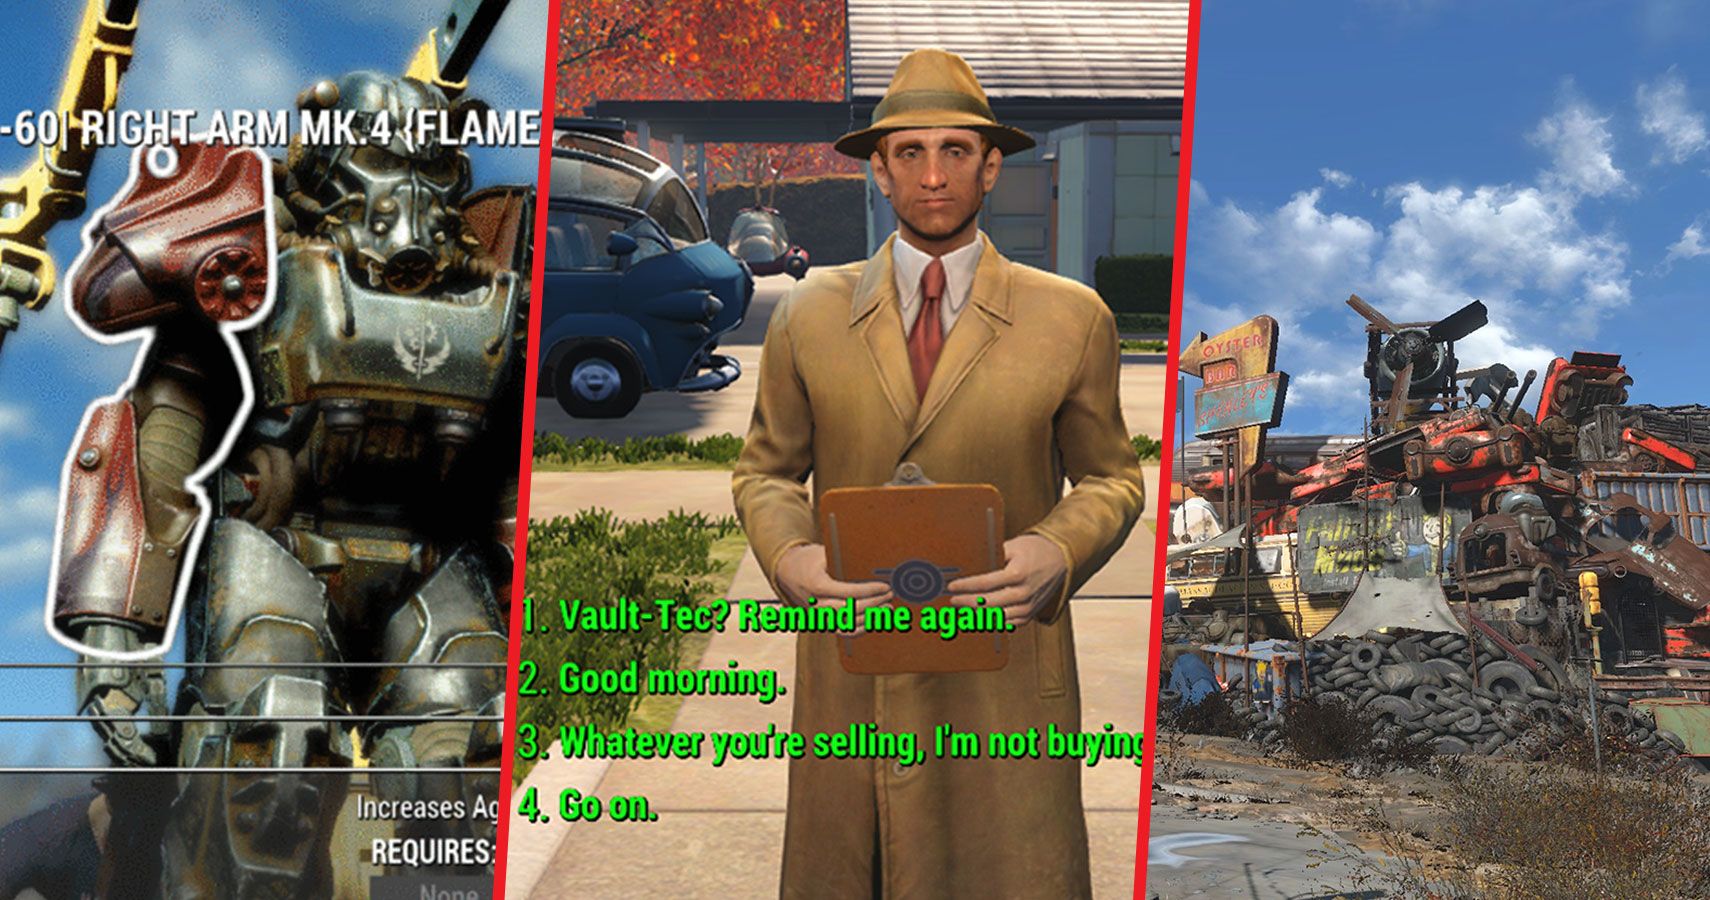 -60| RIGHT ARM MK.4 {FLAME
Increases Ag
REQUIRES:
None
1. Vault-Tec? Remind me again.
2. Good morning.
3. Whatever you're selling, I'm not buying
4. Go on.
OYSTER
BAR